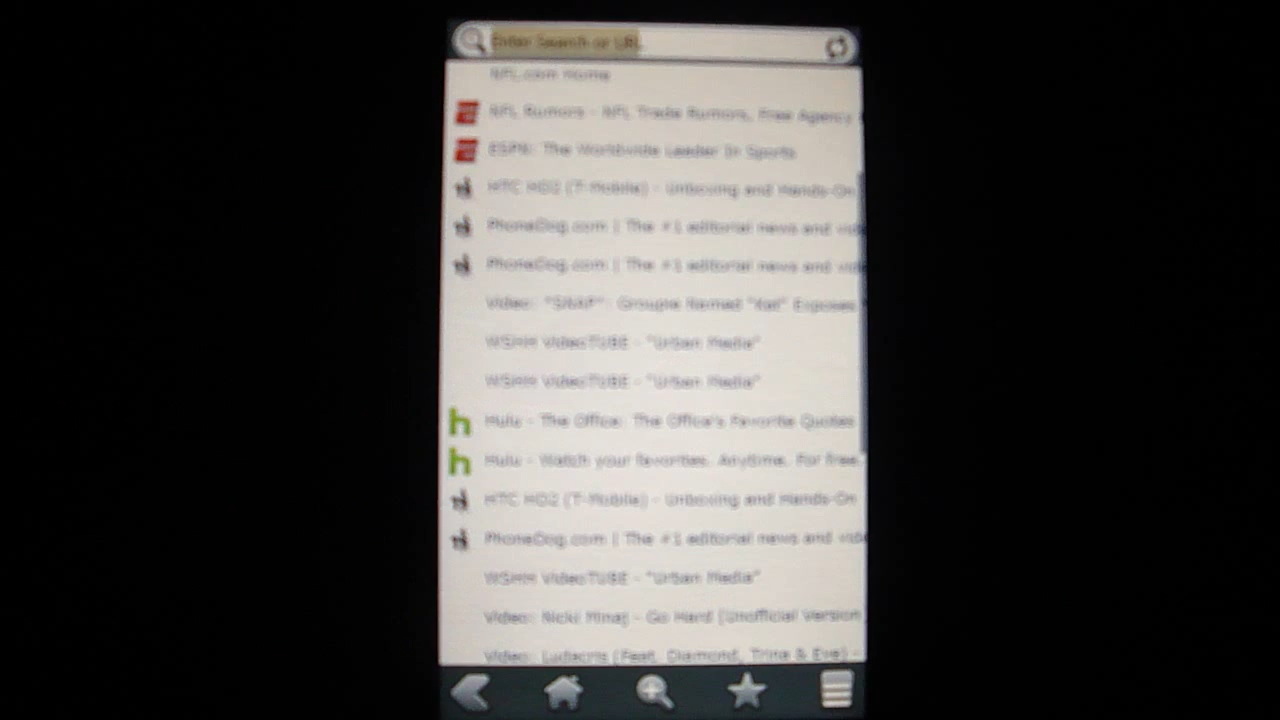 Enter Search or URL
NFL.com Home
NFL Rumors - NFL Trade Rumors, Free Agency
ESPN: The Worldwide Leader In Sports
HTC HD2 (T-Mobile) - Unboxing and Hands-On
PhoneDog.com | The #1 editorial news and vide
PhoneDog.com | The #1 editorial news and vide
Video: "SNAP": Groupie Named "Kat" Exposes
WSHH VideoTUBE - "Urban Media"
WSHH VideoTUBE - "Urban Media"
Hulu - The Office: The Office's Favorite Quotes
Hulu - Watch your favorites. Anytime. For free.
HTC HD2 (T-Mobile) - Unboxing and Hands-On
PhoneDog.com | The #1 editorial news and vide
WSHH VideoTUBE - "Urban Media"
Video: Nicki Minaj - Go Hard [Unofficial Version
Video: Ludacris (Feat. Diamond, Trina & Eve) -